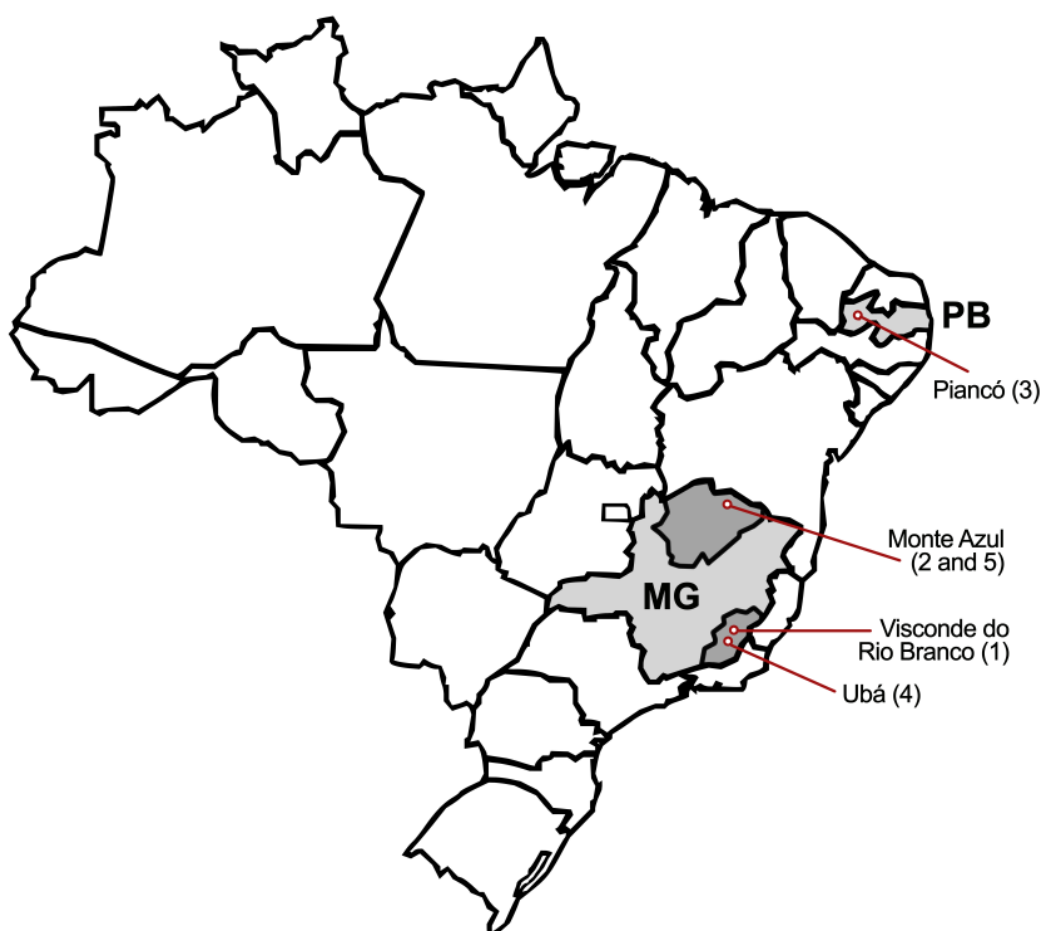 PB
Piancó (3)
Monte Azul
(2 and 5)
MG
Visconde do
Rio Branco (1)
Ubá (4)